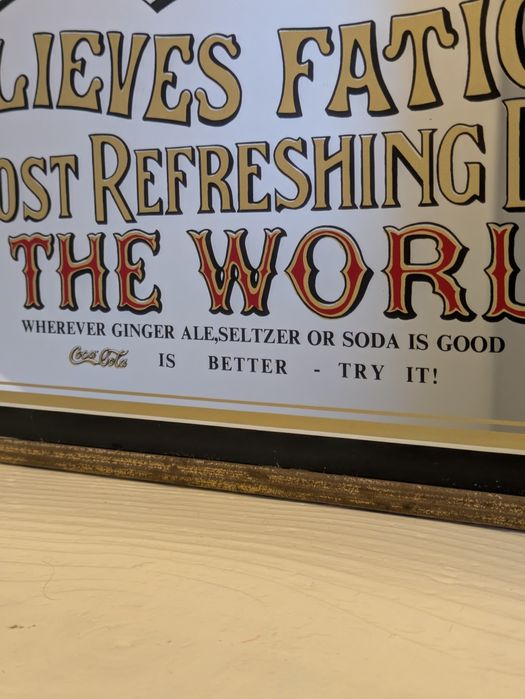 LIEVES FATIG
OST REFRESHING
THE WORL
WHEREVER GINGER ALE,SELTZER OR SODA IS GOOD
Coca-Cola IS BETTER - TRY IT!